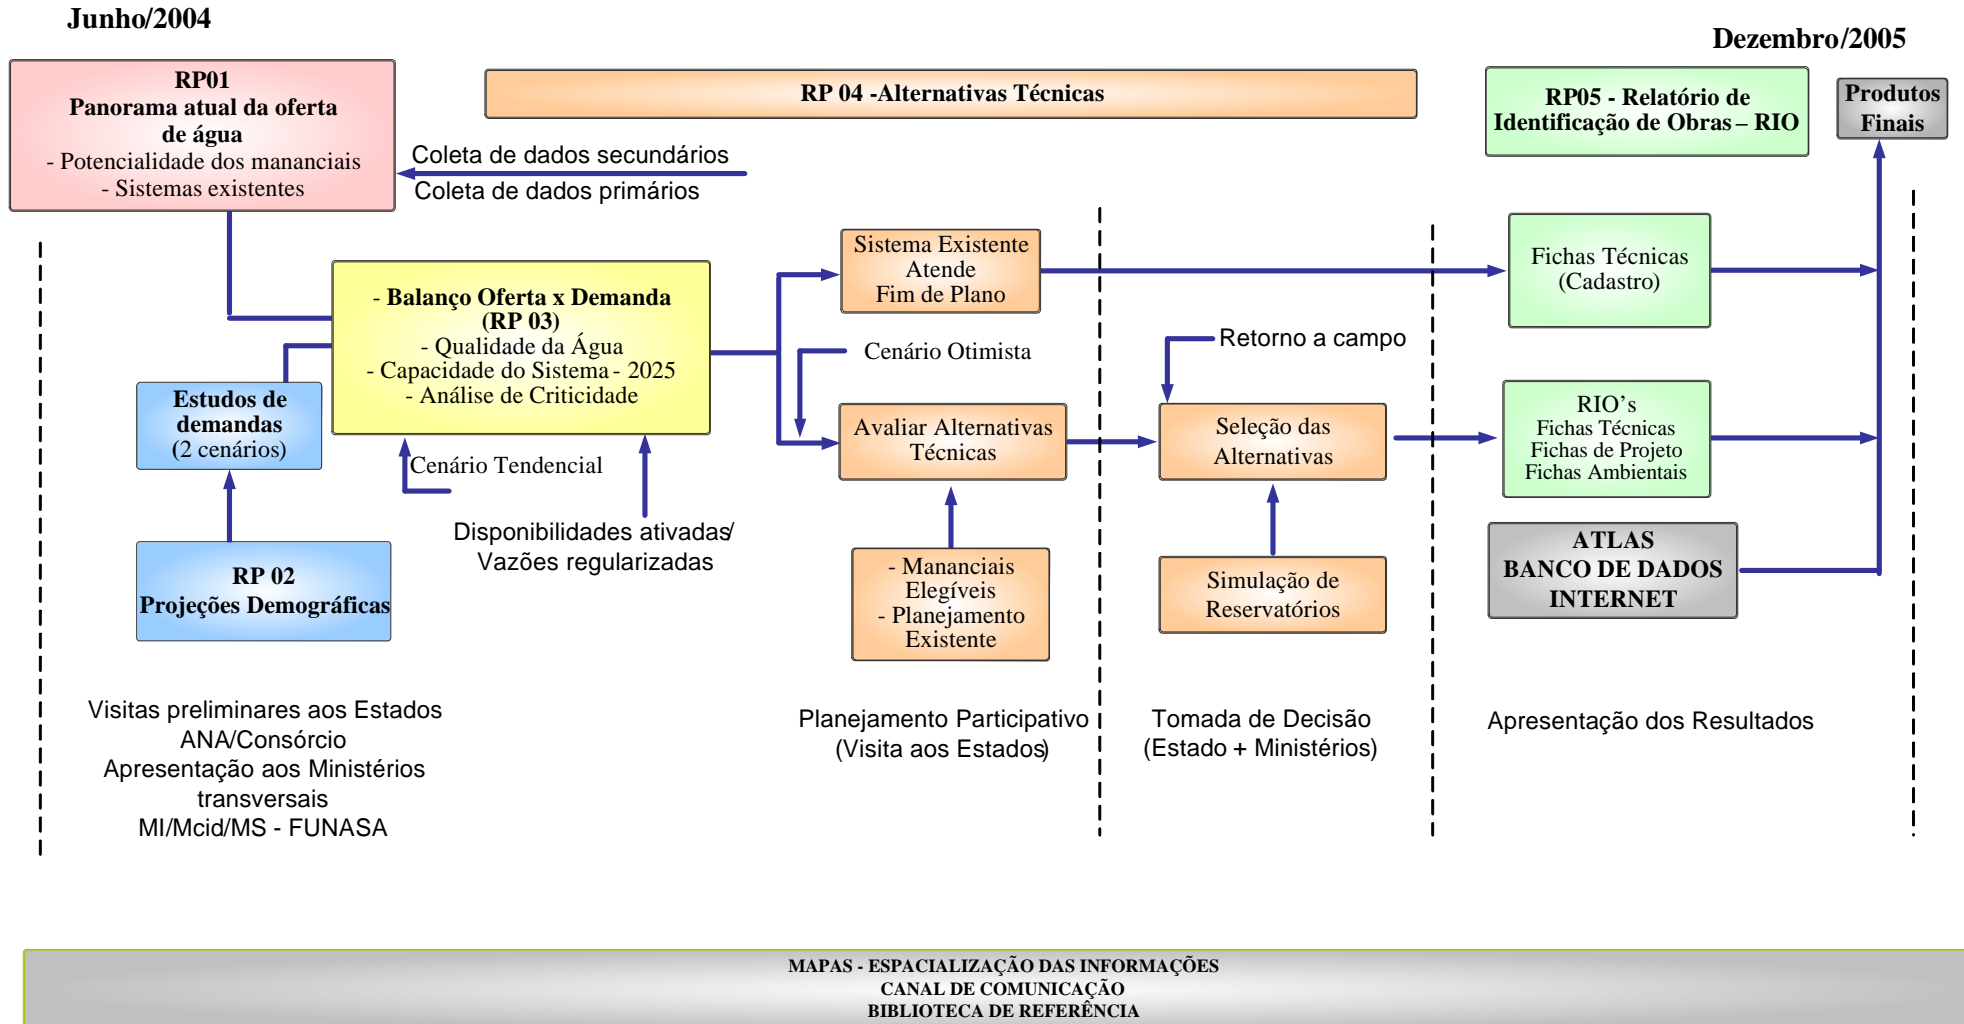 Junho/2004
Dezembro/2005
RP01
Panorama atual da oferta
de água
- Potencialidade dos mananciais
- Sistemas existentes
RP 04 -Alternativas Técnicas
RP05 - Relatório de
Identificação de Obras – RIO
Produtos
Finais
Coleta de dados secundários
Coleta de dados primários
- Balanço Oferta x Demanda
(RP 03)
- Qualidade da Água
- Capacidade do Sistema - 2025
- Análise de Criticidade
Sistema Existente
Atende
Fim de Plano
Fichas Técnicas
(Cadastro)
Cenário Otimista
Retorno a campo
Estudos de
demandas
(2 cenários)
Avaliar Alternativas
Técnicas
Seleção das
Alternativas
RIO’s
Fichas Técnicas
Fichas de Projeto
Fichas Ambientais
Cenário Tendencial
Disponibilidades ativadas/
Vazões regularizadas
RP 02
Projeções Demográficas
- Mananciais
Elegíveis
- Planejamento
Existente
Simulação de
Reservatórios
ATLAS
BANCO DE DADOS
INTERNET
Visitas preliminares aos Estados
ANA/Consórcio
Apresentação aos Ministérios
transversais
MI/Mcid/MS - FUNASA
Planejamento Participativo
(Visita aos Estados)
Tomada de Decisão
(Estado + Ministérios)
Apresentação dos Resultados
MAPAS - ESPACIALIZAÇÃO DAS INFORMAÇÕES
CANAL DE COMUNICAÇÃO
BIBLIOTECA DE REFERÊNCIA